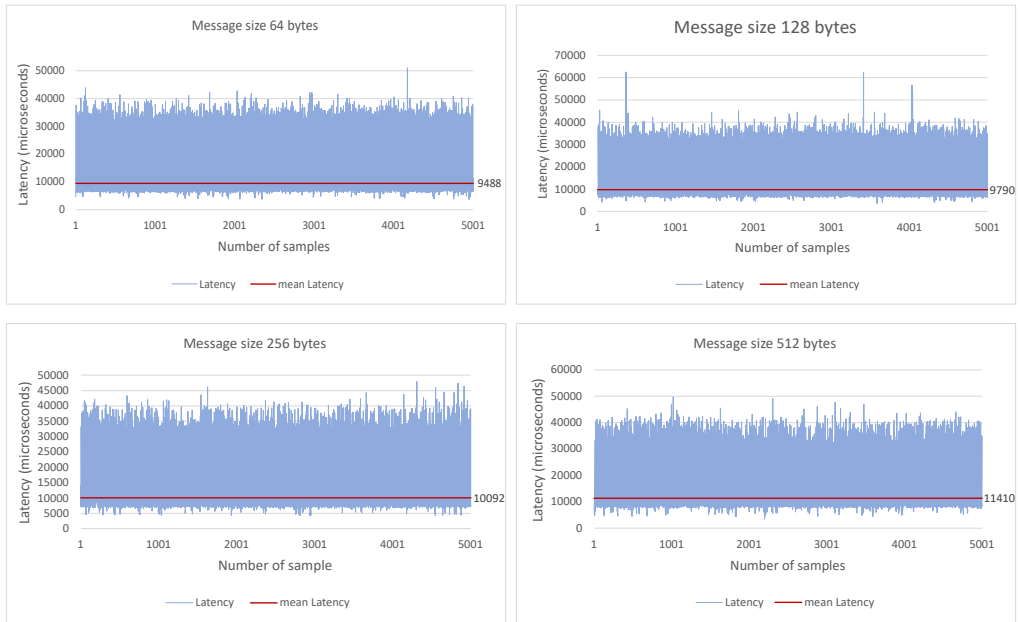 Message size 64 bytes
Latency (microseconds)
50000
40000
30000
20000
10000
0
9488
1 1001 2001 3001 4001 5001
Number of samples
Latency mean Latency
Message size 128 bytes
Latency (microseconds)
70000
60000
50000
40000
30000
20000
10000
0
9790
1 1001 2001 3001 4001 5001
Number of samples
Latency mean Latency
Message size 256 bytes
Latency (microseconds)
50000
45000
40000
35000
30000
25000
20000
15000
10000
5000
0
10092
1 1001 2001 3001 4001 5001
Number of sample
Latency mean Latency
Message size 512 bytes
Latency (microseconds)
60000
50000
40000
30000
20000
10000
0
11410
1 1001 2001 3001 4001 5001
Number of samples
Latency mean Latency